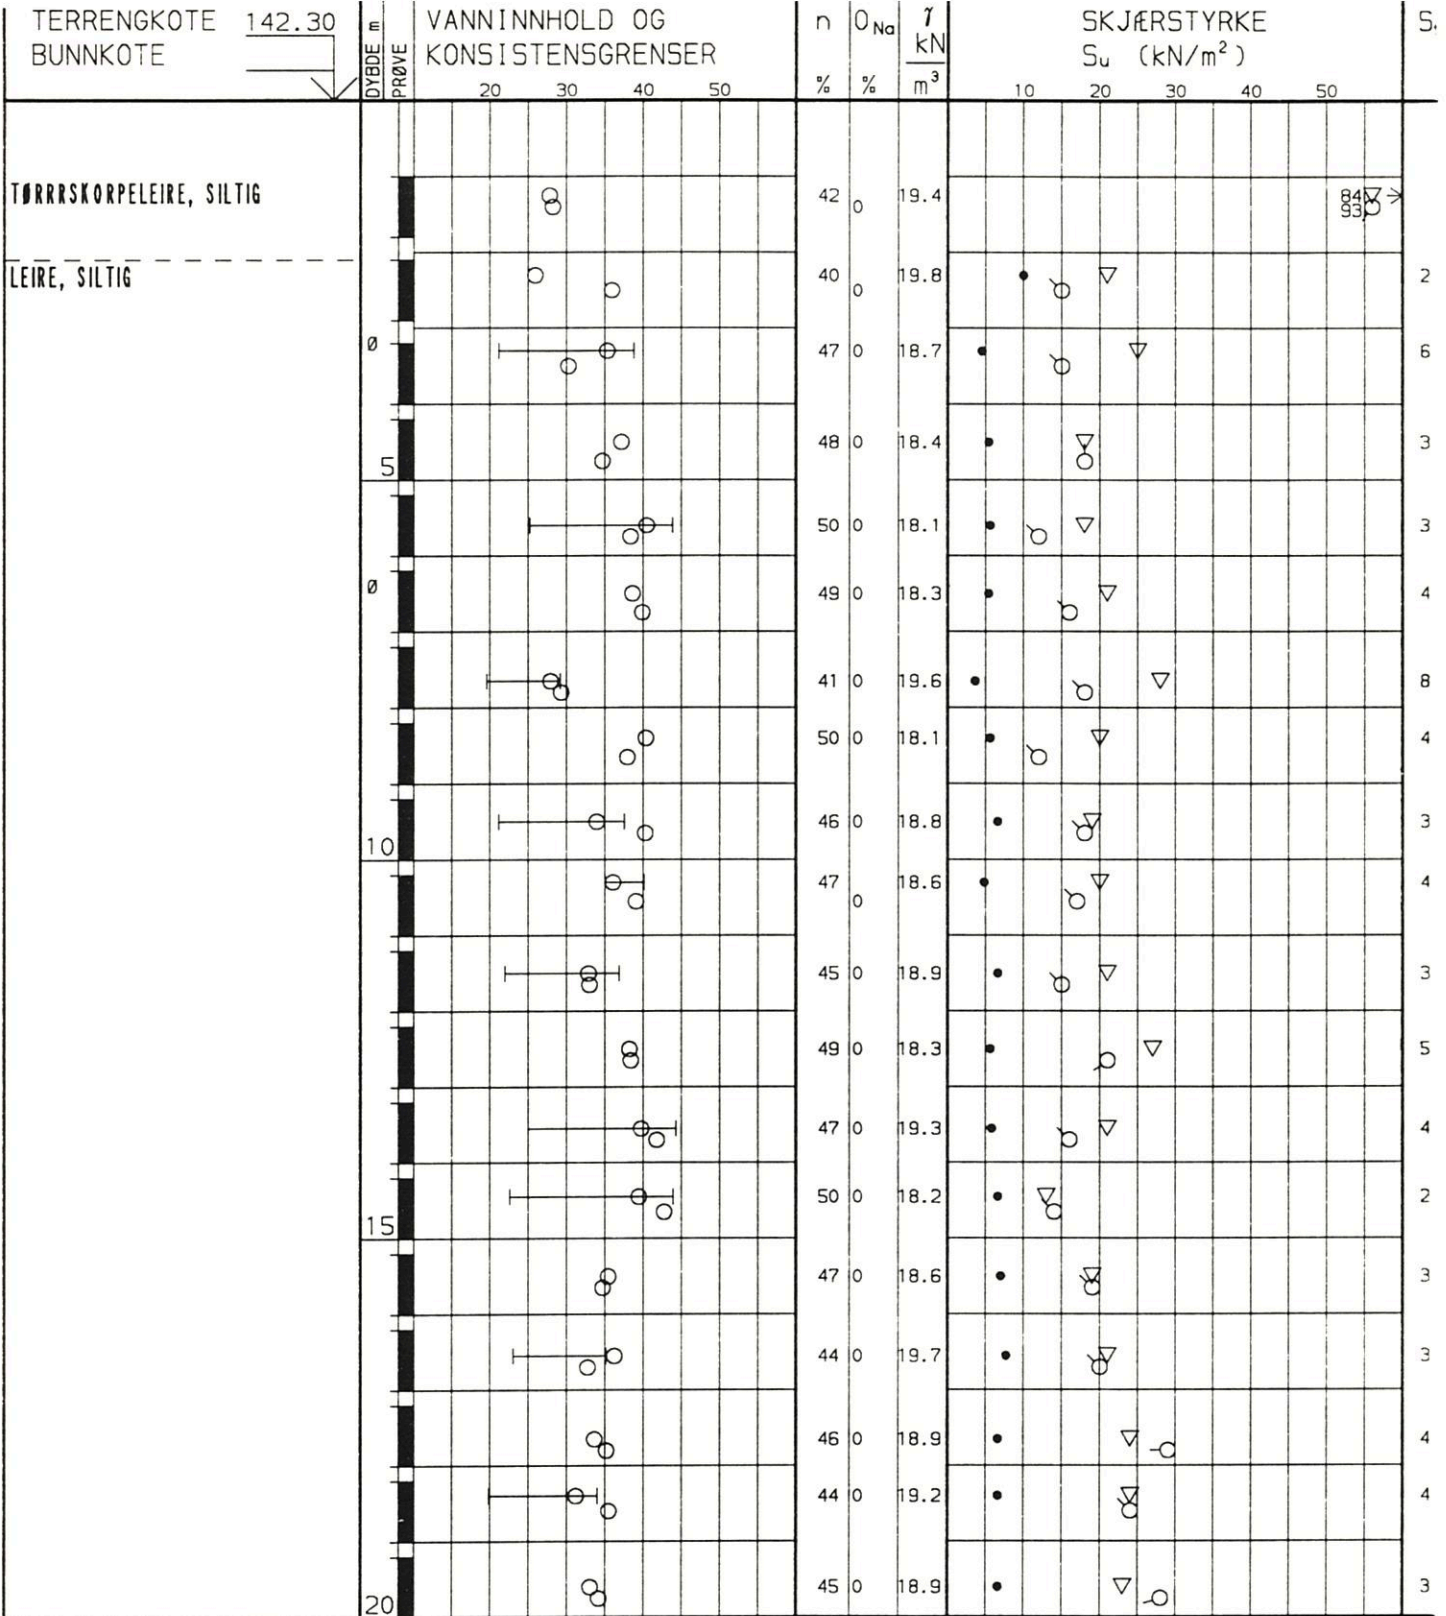 TERRENGKOTE 142.30
BUNNKOTE
DYBDE m
PRØVE
VANNINNHOLD OG
KONSISTENSGRENSER
20 30 40 50
n
%
O Na
%
γ
kN
m³
SKJÆRSTYRKE
Su (kN/m²)
10 20 30 40 50
S
TØRRRSKORPELEIRE, SILTIG 42 0 19.4 84
93
LEIRE, SILTIG 40 0 19.8 2
Ø 47 0 18.7 6
48 0 18.4 3
5
50 0 18.1 3
Ø 49 0 18.3 4
41 0 19.6 8
50 0 18.1 4
46 0 18.8 3
10
47 0 18.6 4
45 0 18.9 3
49 0 18.3 5
47 0 19.3 4
50 0 18.2 2
15
47 0 18.6 3
44 0 19.7 3
46 0 18.9 4
44 0 19.2 4
45 0 18.9 3
20